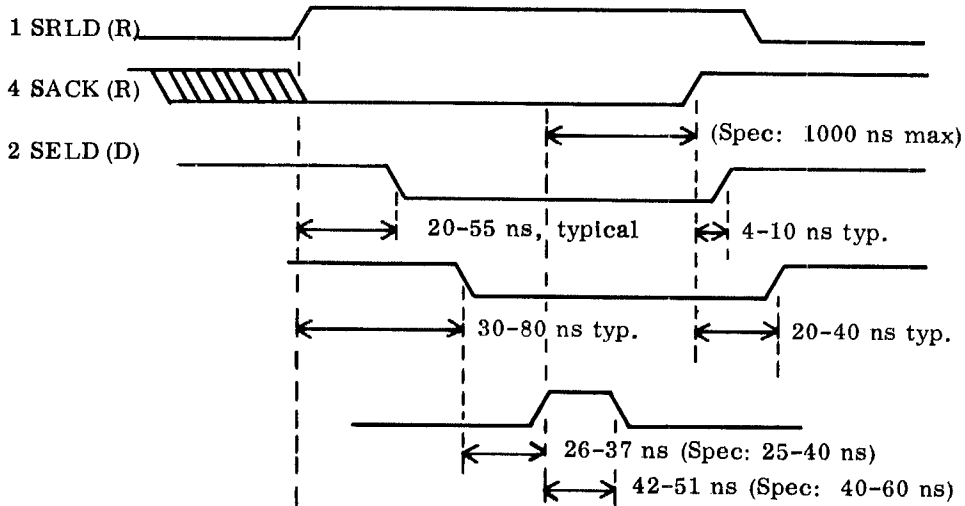 1 SRLD (R)
4 SACK (R)
(Spec: 1000 ns max)
2 SELD (D)
20-55 ns, typical
4-10 ns typ.
30-80 ns typ.
20-40 ns typ.
26-37 ns (Spec: 25-40 ns)
42-51 ns (Spec: 40-60 ns)